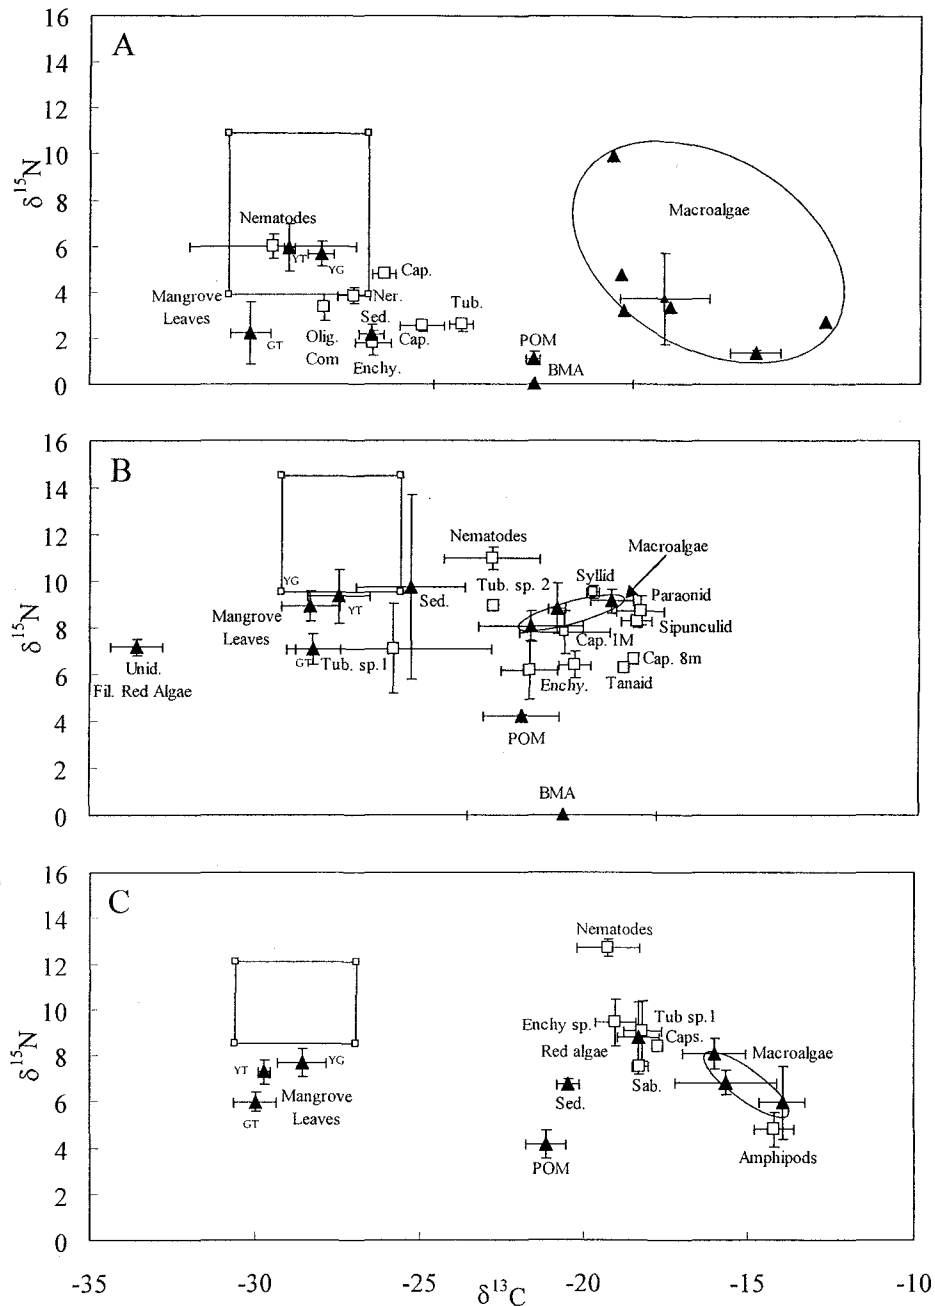 16
14
12
10
8
6
4
2
0
δ15N
A
Nematodes
YT
YG
Cap.
Mangrove
Leaves
Ner.
Sed.
Tub.
GT
Olig.
Com
Cap.
Enchy.
POM
BMA
Macroalgae
16
14
12
10
8
6
4
2
0
δ15N
B
Nematodes
Macroalgae
Syllid
Tub. sp. 2
Paraonid
YG
YT
Sed.
Mangrove
Leaves
Sipunculid
Cap. 1M
GT
Tub. sp.1
Cap. 8m
Tanaid
Enchy.
Unid.
Fil. Red Algae
POM
BMA
16
14
12
10
8
6
4
2
0
δ15N
C
Nematodes
Enchy sp.
Tub sp.1
Red algae
Caps.
Macroalgae
YT
YG
Mangrove
Leaves
GT
Sed.
Sab.
POM
Amphipods
-35
-30
-25
-20
-15
-10
δ13C